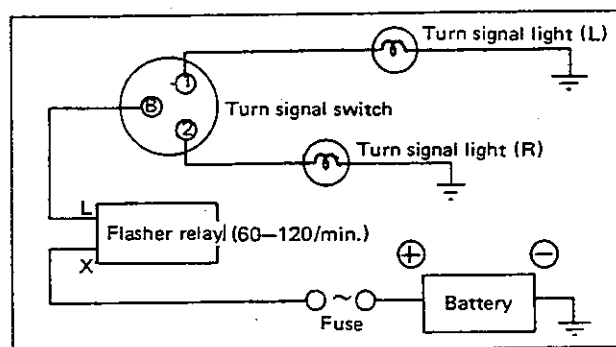 Turn signal light (L)
1
B
Turn signal switch
2
Turn signal light (R)
L
Flasher relay (60–120/min.)
X
+ −
Battery
Fuse